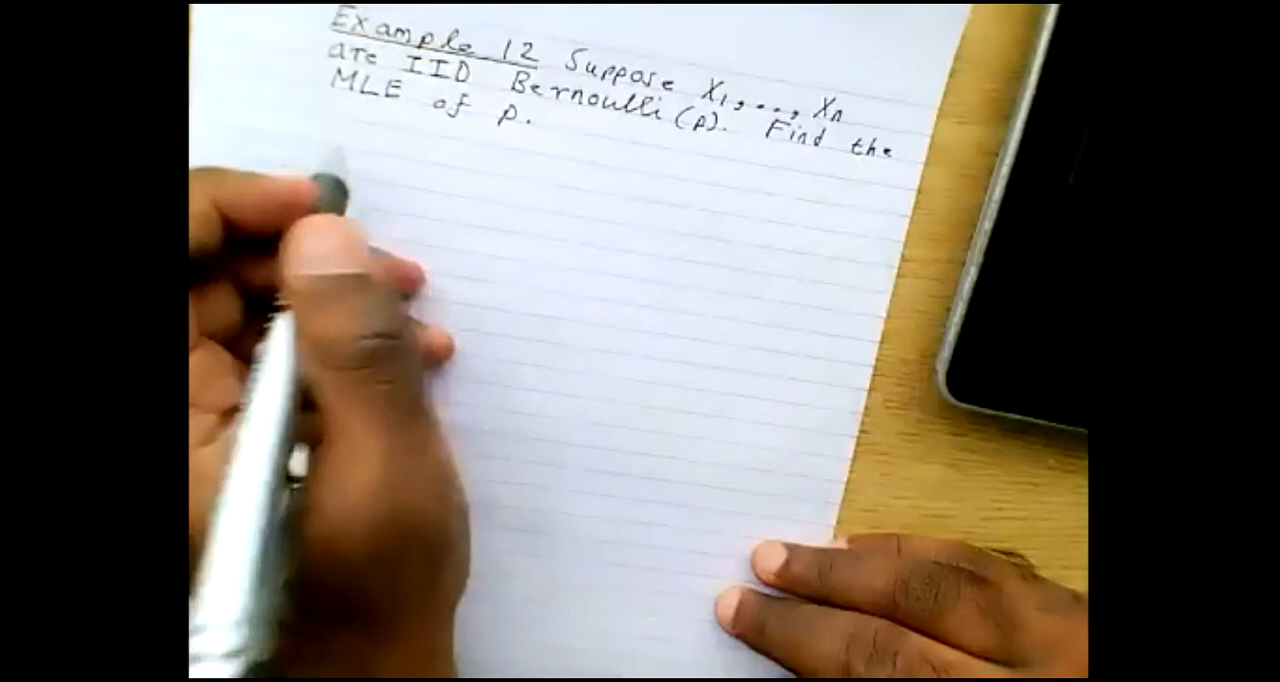 Example 12 Suppose X1, ..., Xn
are IID Bernoulli (p). Find the
MLE of p.